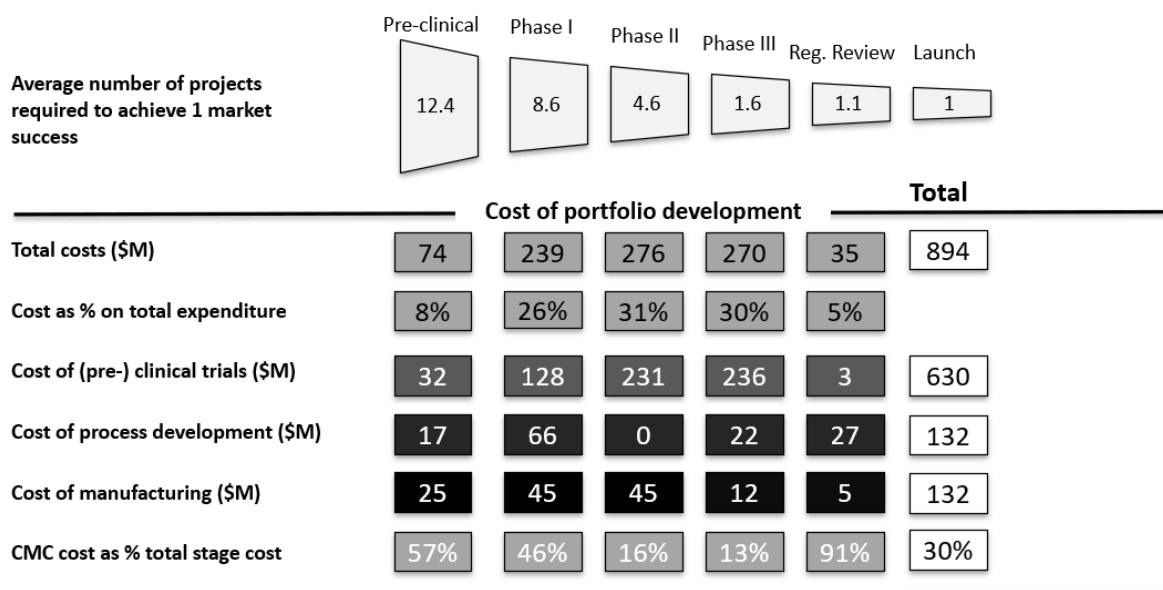 Pre-clinical Phase I Phase II Phase III Reg. Review Launch
Average number of projects
required to achieve 1 market
success
12.4 8.6 4.6 1.6 1.1 1
Total
Cost of portfolio development
Total costs ($M) 74 239 276 270 35 894
Cost as % on total expenditure 8% 26% 31% 30% 5%
Cost of (pre-) clinical trials ($M) 32 128 231 236 3 630
Cost of process development ($M) 17 66 0 22 27 132
Cost of manufacturing ($M) 25 45 45 12 5 132
CMC cost as % total stage cost 57% 46% 16% 13% 91% 30%